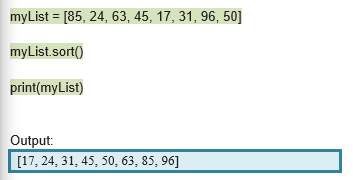 myList = [85, 24, 63, 45, 17, 31, 96, 50]
myList.sort()
print(myList)
Output:
[17, 24, 31, 45, 50, 63, 85, 96]